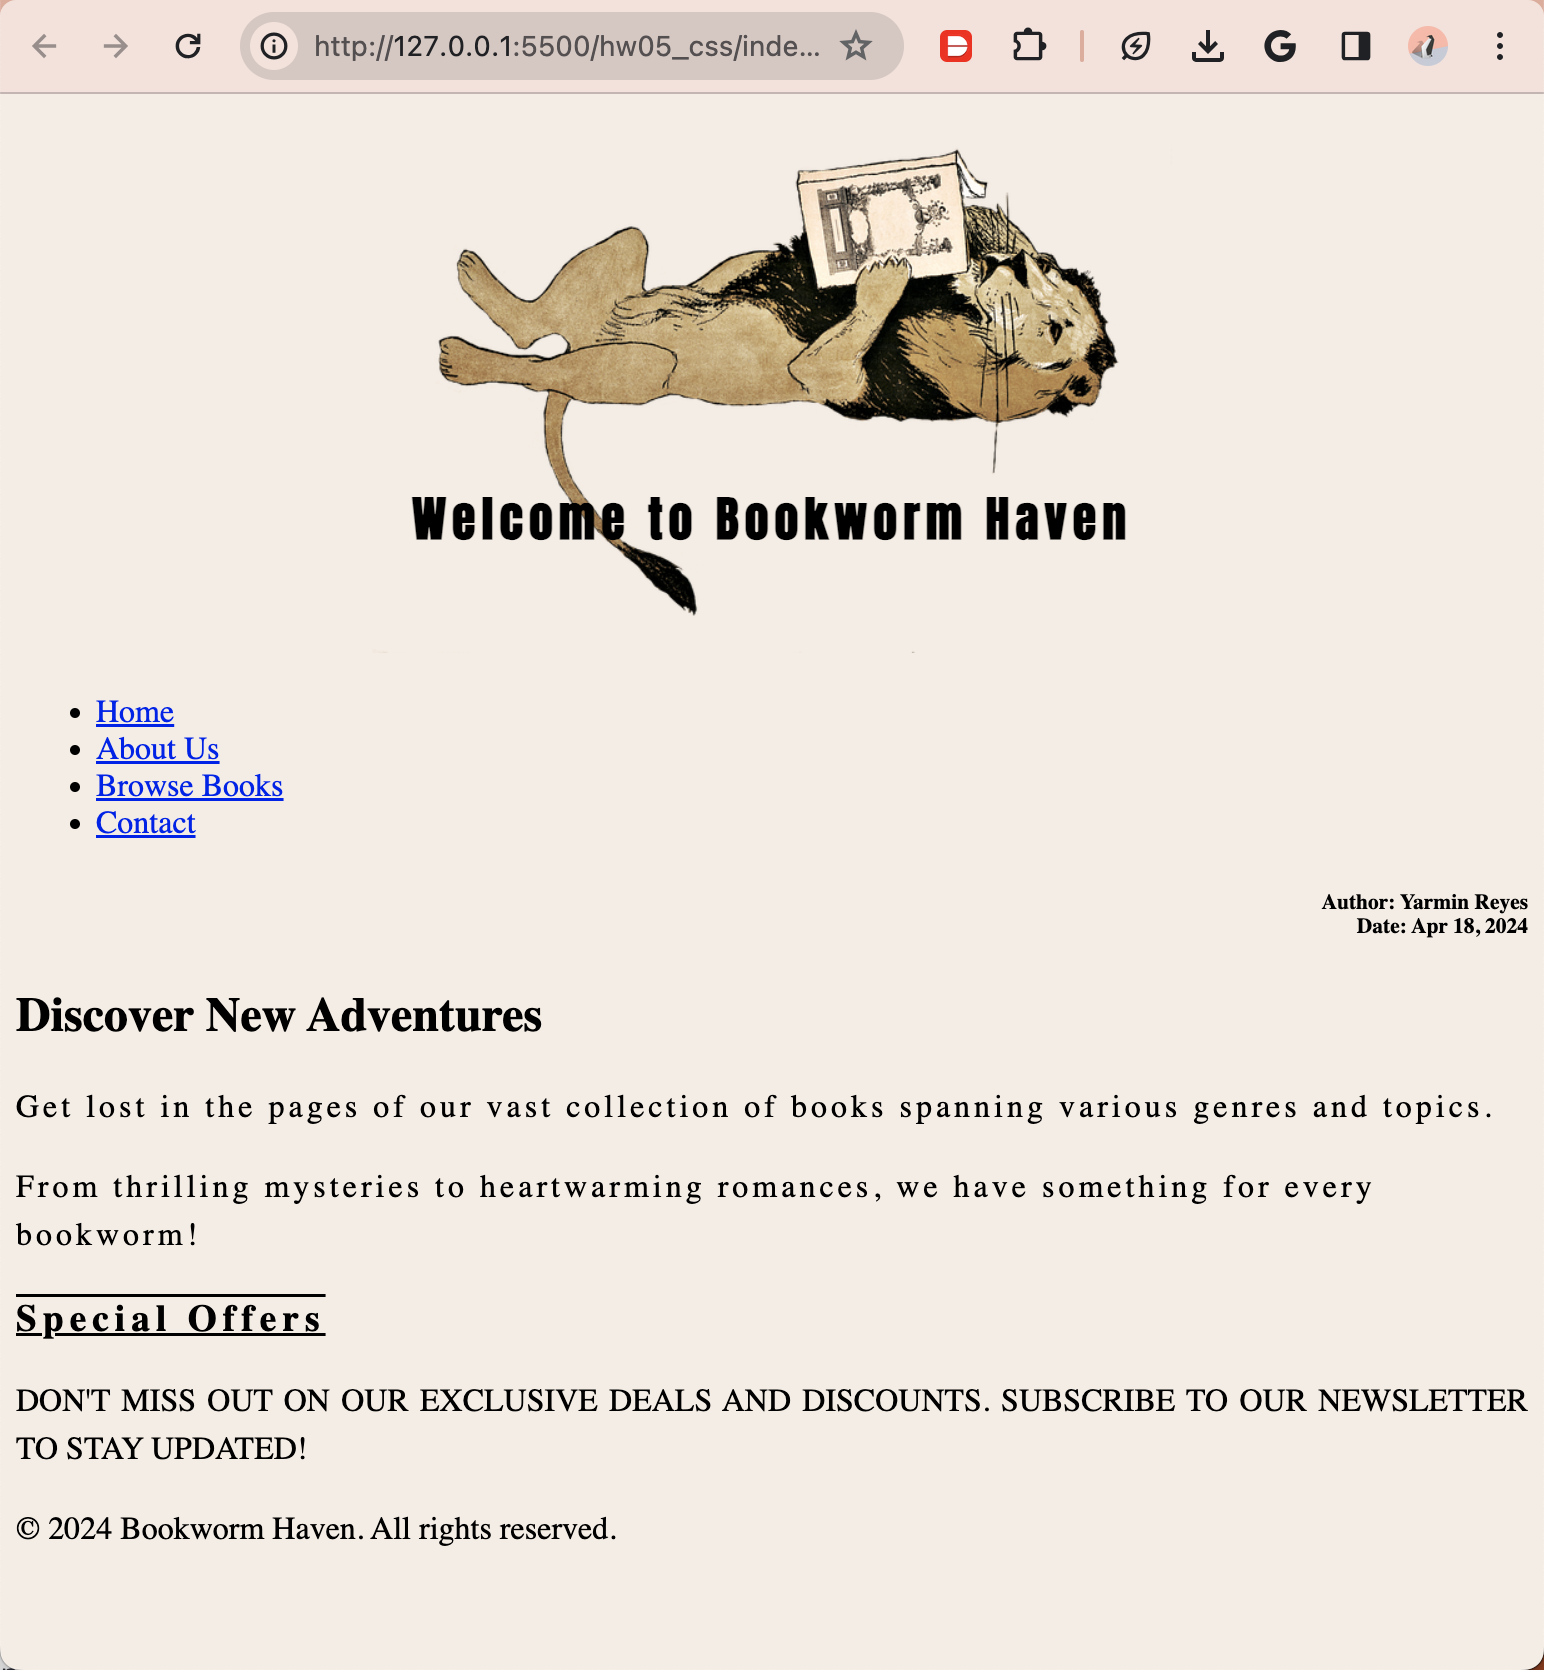 http://127.0.0.1:5500/hw05_css/inde...
Welcome to Bookworm Haven
Home
About Us
Browse Books
Contact
Author: Yarmin Reyes
Date: Apr 18, 2024
Discover New Adventures
Get lost in the pages of our vast collection of books spanning various genres and topics.
From thrilling mysteries to heartwarming romances, we have something for every
bookworm!
Special Offers
DON'T MISS OUT ON OUR EXCLUSIVE DEALS AND DISCOUNTS. SUBSCRIBE TO OUR NEWSLETTER
TO STAY UPDATED!
© 2024 Bookworm Haven. All rights reserved.